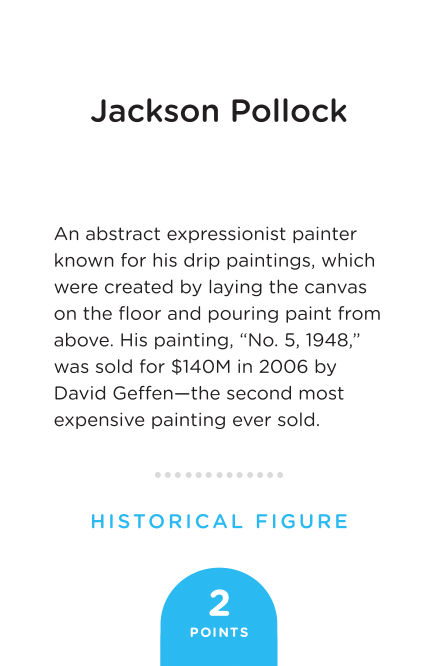 Jackson Pollock
An abstract expressionist painter
known for his drip paintings, which
were created by laying the canvas
on the floor and pouring paint from
above. His painting, “No. 5, 1948,”
was sold for $140M in 2006 by
David Geffen—the second most
expensive painting ever sold.
HISTORICAL FIGURE
2
POINTS